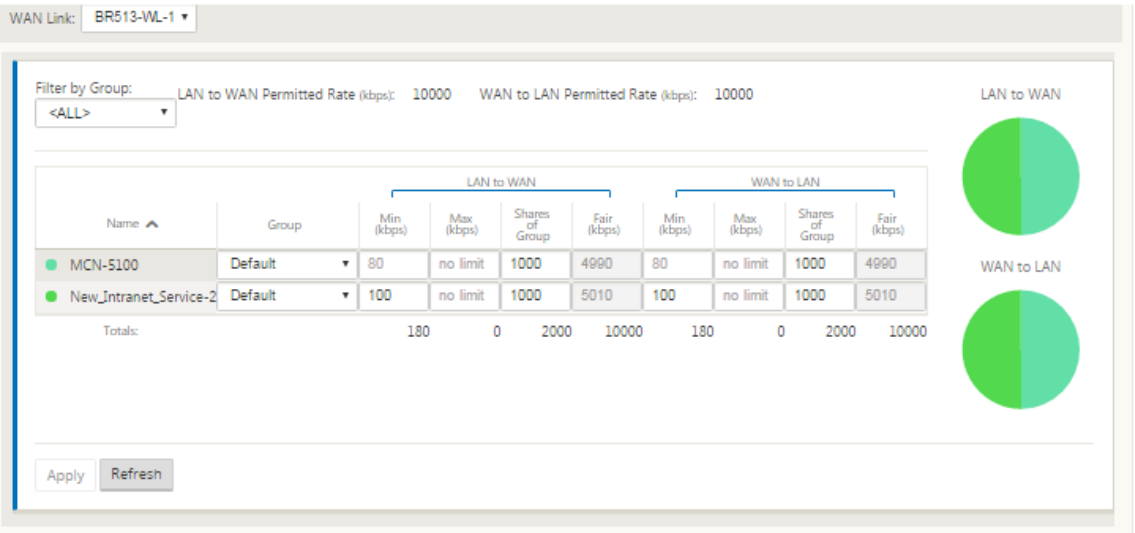 WAN Link: BR513-WL-1
Filter by Group: LAN to WAN Permitted Rate (kbps): 10000 WAN to LAN Permitted Rate (kbps): 10000
<ALL>
LAN to WAN
LAN to WAN WAN to LAN
Name Group Min (kbps) Max (kbps) Shares of Group Fair (kbps) Min (kbps) Max (kbps) Shares of Group Fair (kbps)
MCN-5100 Default 80 no limit 1000 4990 80 no limit 1000 4990
New_Intranet_Service-2 Default 100 no limit 1000 5010 100 no limit 1000 5010
Totals: 180 0 2000 10000 180 0 2000 10000
WAN to LAN
Apply Refresh